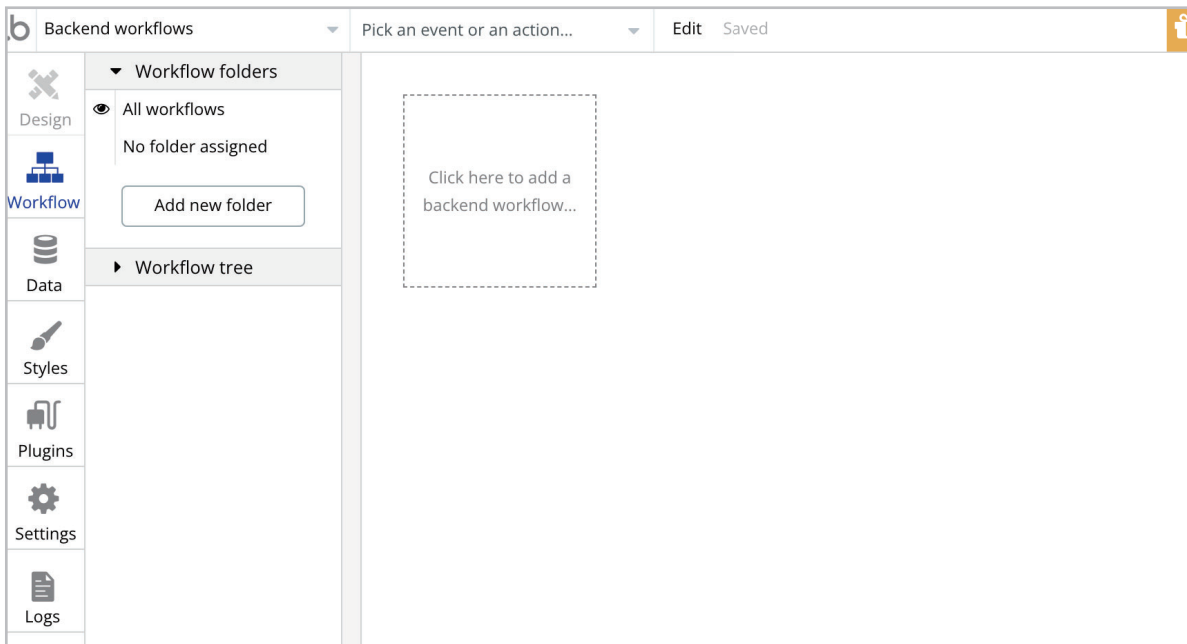 .b
Backend workflows
Pick an event or an action...
Edit
Saved
Design
Workflow
Data
Styles
Plugins
Settings
Logs
Workflow folders
All workflows
No folder assigned
Add new folder
Workflow tree
Click here to add a
backend workflow...